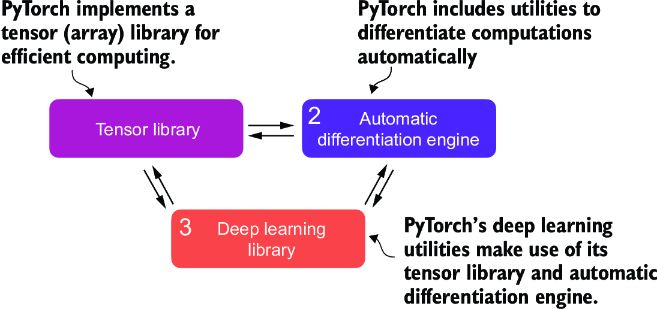 PyTorch implements a
tensor (array) library for
efficient computing.
PyTorch includes utilities to
differentiate computations
automatically
Tensor library
2
Automatic
differentiation engine
3
Deep learning
library
PyTorch’s deep learning
utilities make use of its
tensor library and automatic
differentiation engine.